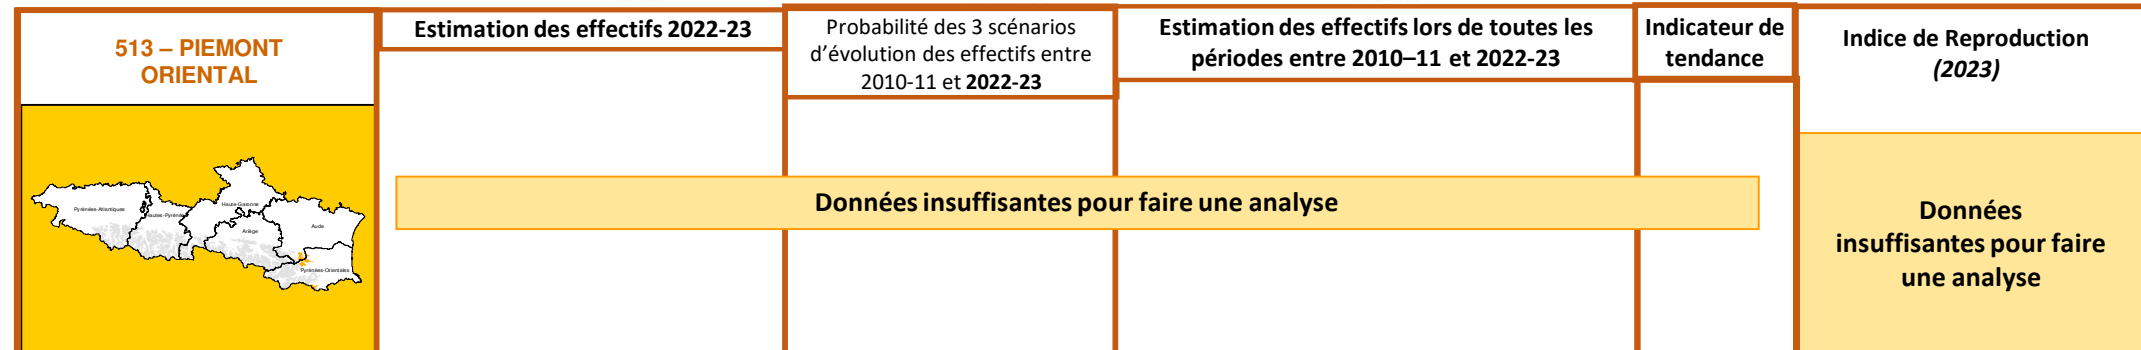 513 – PIEMONT
ORIENTAL
Estimation des effectifs 2022-23
Probabilité des 3 scénarios
d’évolution des effectifs entre
2010-11 et 2022-23
Estimation des effectifs lors de toutes les
périodes entre 2010–11 et 2022-23
Indicateur de
tendance
Indice de Reproduction
(2023)
Pyrénées-Atlantiques
Hautes-Pyrénées
Haute-Garonne
Ariège
Aude
Pyrénées-Orientales
Données insuffisantes pour faire une analyse
Données
insuffisantes pour faire
une analyse